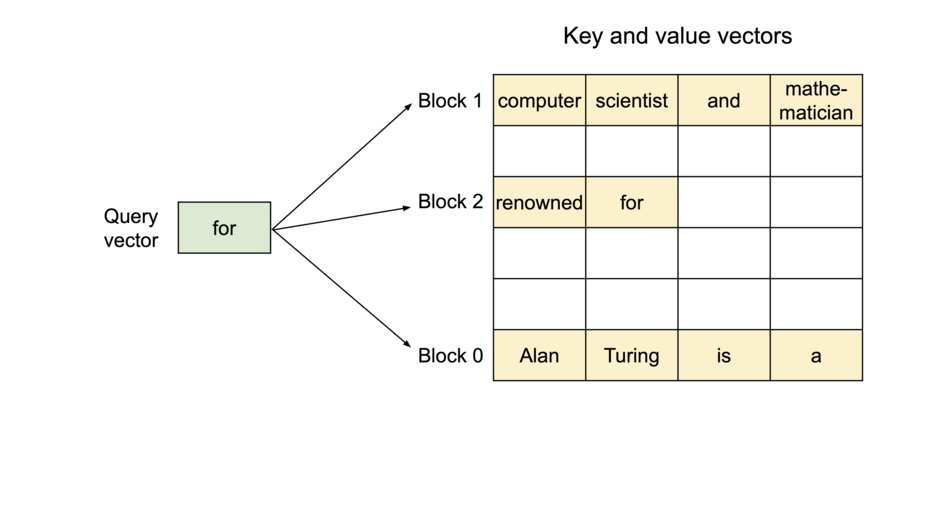 Key and value vectors
Query
vector
for
Block 1
computer
scientist
and
mathe-
matician
Block 2
renowned
for
Block 0
Alan
Turing
is
a